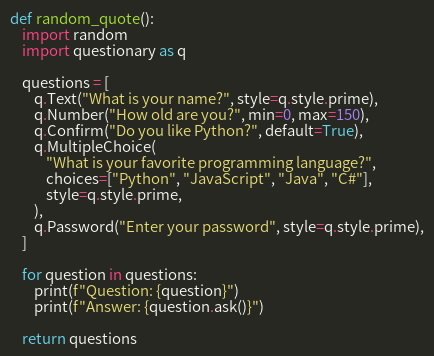 def random_quote():
    import random
    import questionary as q

    questions = [
        q.Text("What is your name?", style=q.style.prime),
        q.Number("How old are you?", min=0, max=150),
        q.Confirm("Do you like Python?", default=True),
        q.MultipleChoice(
            "What is your favorite programming language?",
            choices=["Python", "JavaScript", "Java", "C#"],
            style=q.style.prime,
        ),
        q.Password("Enter your password", style=q.style.prime),
    ]

    for question in questions:
        print(f"Question: {question}")
        print(f"Answer: {question.ask()}")

    return questions